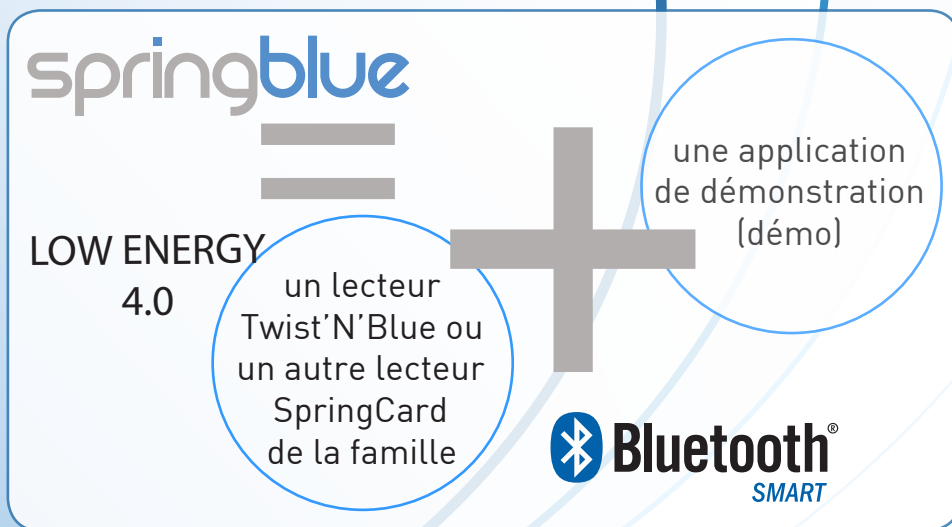 springblue
=
LOW ENERGY
4.0
un lecteur
Twist'N'Blue ou
un autre lecteur
SpringCard
de la famille
+
une application
de démonstration
(démo)
Bluetooth®
SMART